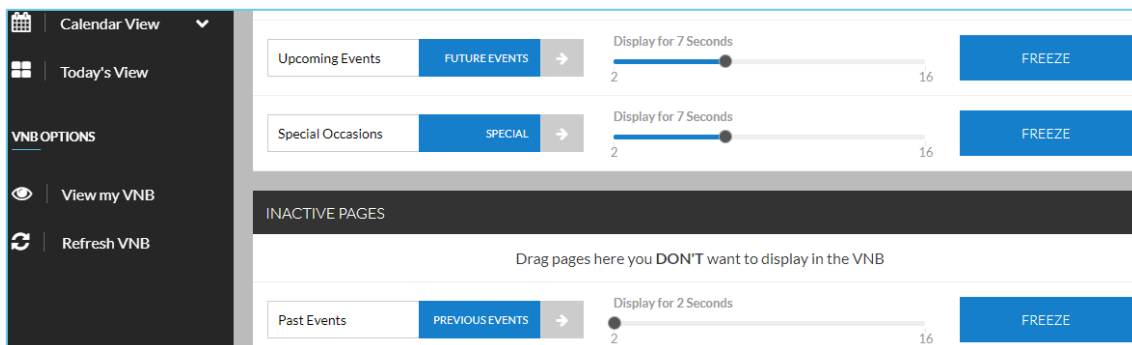 Calendar View
Today's View
VNB OPTIONS
View my VNB
Refresh VNB
Upcoming Events FUTURE EVENTS Display for 7 Seconds FREEZE
2 16
Special Occasions SPECIAL Display for 7 Seconds FREEZE
2 16
INACTIVE PAGES
Drag pages here you DON'T want to display in the VNB
Past Events PREVIOUS EVENTS Display for 2 Seconds FREEZE
2 16